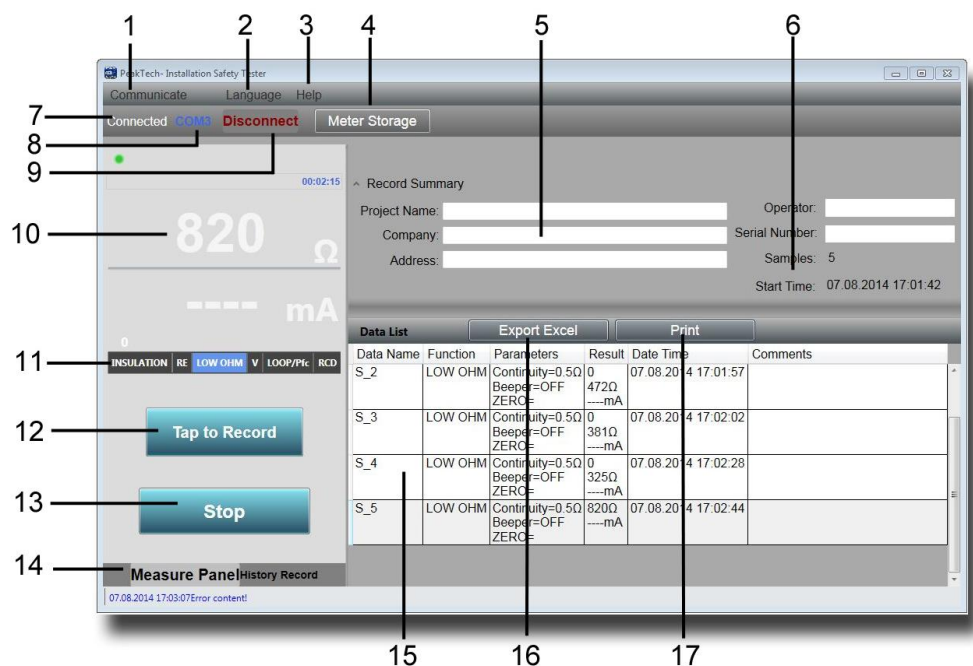 1 2 3 4 5 6
PeakTech- Installation Safety Tester
Communicate Language Help
7 Connected COM3 Disconnect Meter Storage
8
9
00:02:15
Record Summary
Project Name: Operator:
10 820 Ω Company: Serial Number:
Address: Samples: 5
Start Time: 07.08.2014 17:01:42
---- mA
0
Data List Export Excel Print
11 INSULATION RE LOW OHM V LOOP/Pfc RCD
Data Name Function Parameters Result Date Time Comments
S_2 LOW OHM Continuity=0.5Ω 0 07.08.2014 17:01:57
Beeper=OFF 472Ω
ZERO= ----mA
12 Tap to Record
S_3 LOW OHM Continuity=0.5Ω 0 07.08.2014 17:02:02
Beeper=OFF 381Ω
ZERO= ----mA
S_4 LOW OHM Continuity=0.5Ω 0 07.08.2014 17:02:28
Beeper=OFF 325Ω
ZERO= ----mA
13 Stop
S_5 LOW OHM Continuity=0.5Ω 820Ω 07.08.2014 17:02:44
Beeper=OFF ----mA
ZERO=
14 Measure Panel History Record
07.08.2014 17:03:07Error content!
15 16 17